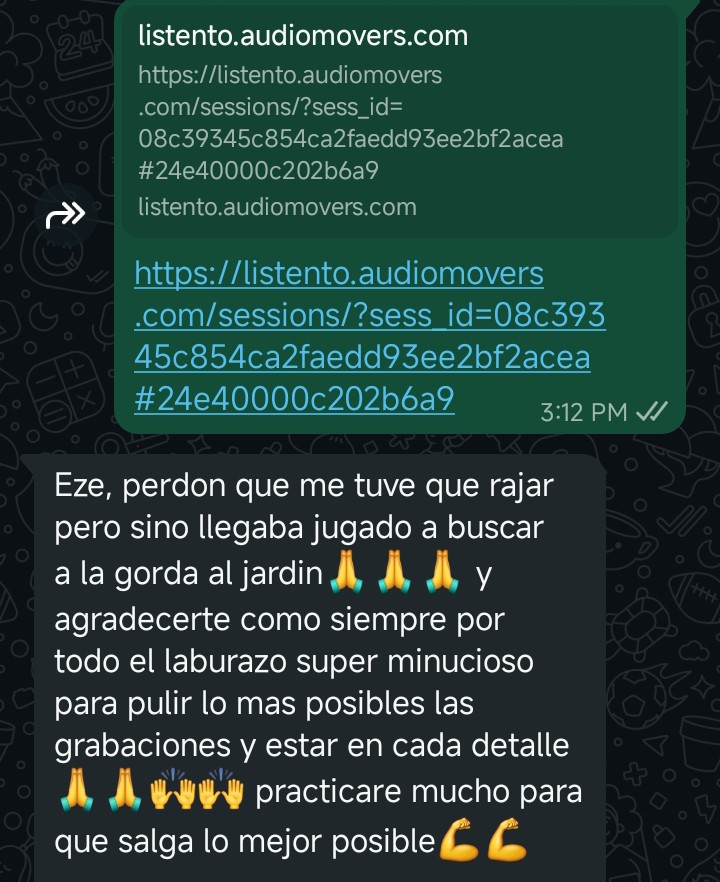 listento.audiomovers.com
https://listento.audiomovers
.com/sessions/?sess_id=
08c39345c854ca2faedd93ee2bf2acea
#24e40000c202b6a9
listento.audiomovers.com
https://listento.audiomovers
.com/sessions/?sess_id=08c393
45c854ca2faedd93ee2bf2acea
#24e40000c202b6a9
3:12 PM
Eze, perdon que me tuve que rajar
pero sino llegaba jugado a buscar
a la gorda al jardin🙏 🙏 🙏 y
agradecerte como siempre por
todo el laburazo super minucioso
para pulir lo mas posibles las
grabaciones y estar en cada detalle
🙏 🙏🙌🙌 practicare mucho para
que salga lo mejor posible💪 💪